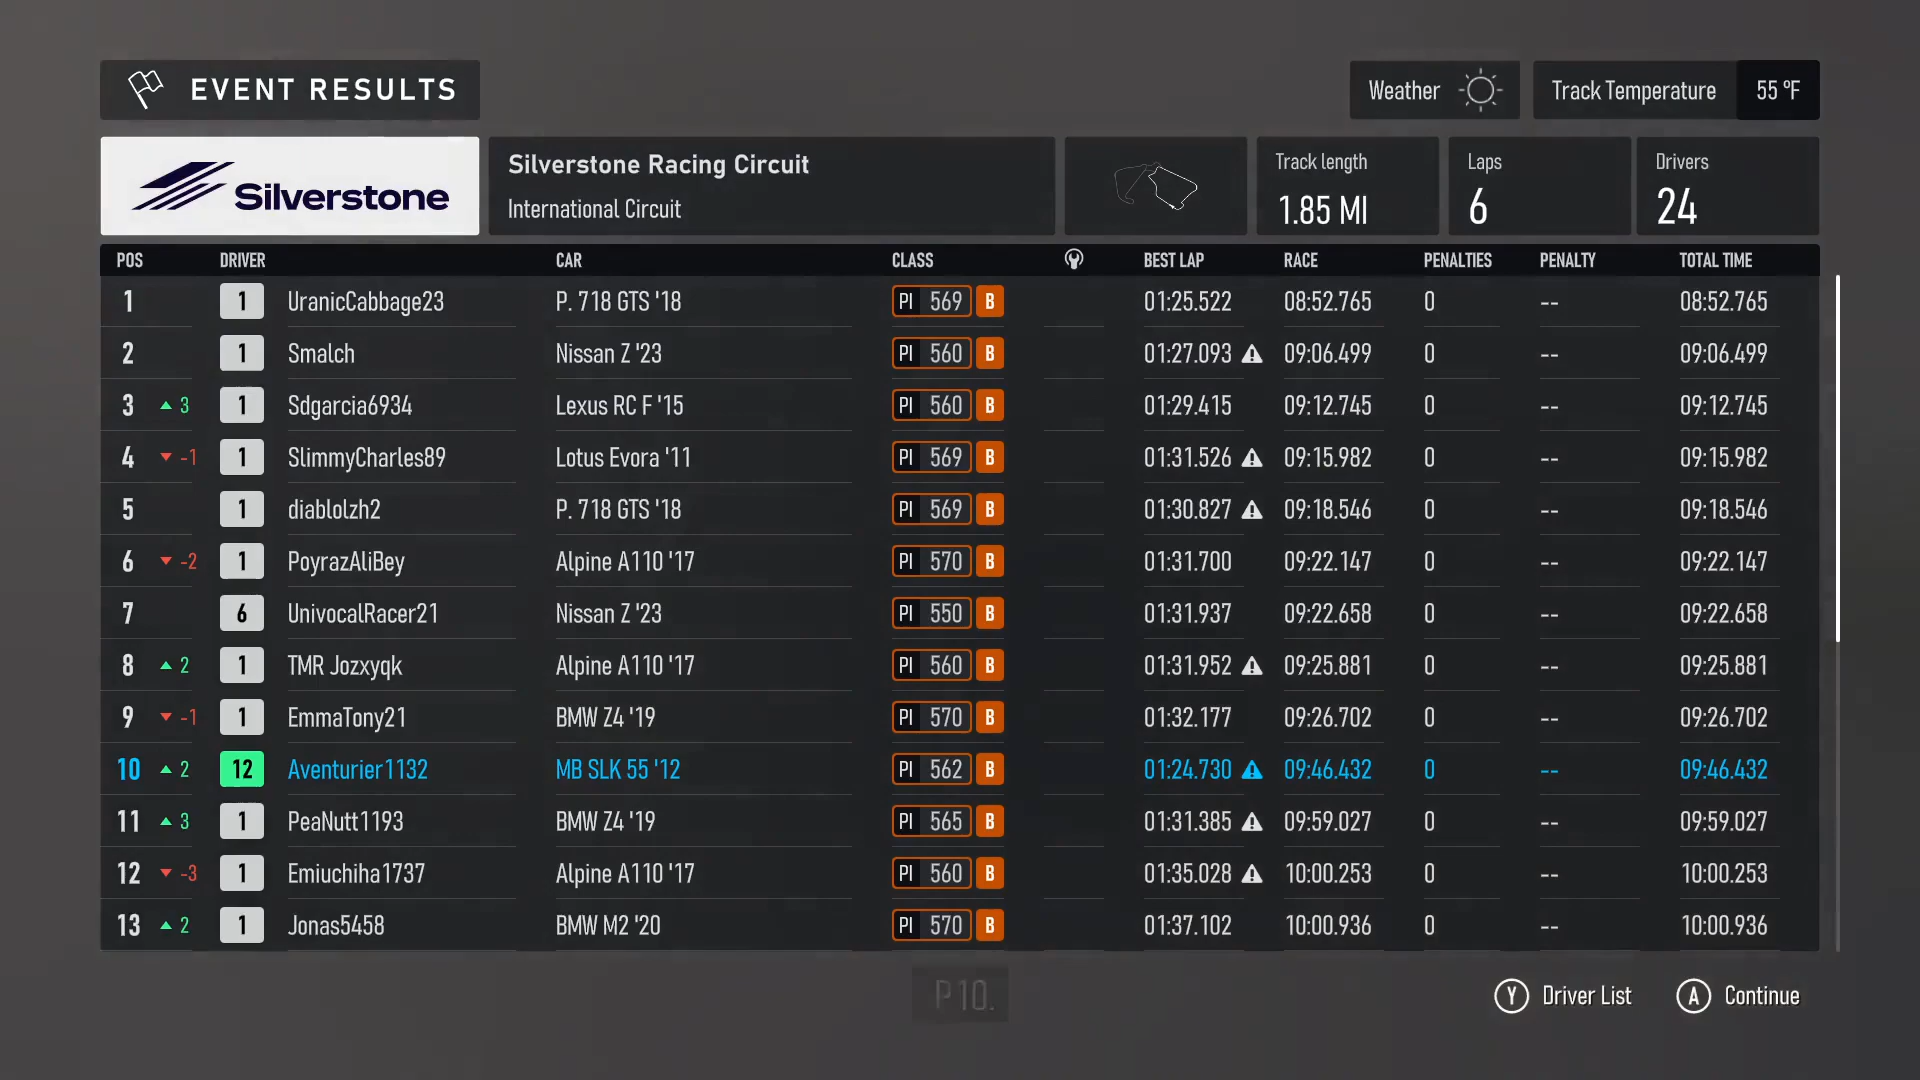 EVENT RESULTS
Weather
Track Temperature 55 °F
Silverstone
Silverstone Racing Circuit
International Circuit
Track length
1.85 MI
Laps
6
Drivers
24
POS DRIVER CAR CLASS BEST LAP RACE PENALTIES PENALTY TOTAL TIME
1 1 UranicCabbage23 P. 718 GTS '18 PI 569 B 01:25.522 08:52.765 0 -- 08:52.765
2 1 Smalch Nissan Z '23 PI 560 B 01:27.093 09:06.499 0 -- 09:06.499
3 3 1 Sdgarcia6934 Lexus RC F '15 PI 560 B 01:29.415 09:12.745 0 -- 09:12.745
4 -1 1 SlimmyCharles89 Lotus Evora '11 PI 569 B 01:31.526 09:15.982 0 -- 09:15.982
5 1 diablolzh2 P. 718 GTS '18 PI 569 B 01:30.827 09:18.546 0 -- 09:18.546
6 -2 1 PoyrazAliBey Alpine A110 '17 PI 570 B 01:31.700 09:22.147 0 -- 09:22.147
7 6 UnivocalRacer21 Nissan Z '23 PI 550 B 01:31.937 09:22.658 0 -- 09:22.658
8 2 1 TMR Jozxyqk Alpine A110 '17 PI 560 B 01:31.952 09:25.881 0 -- 09:25.881
9 -1 1 EmmaTony21 BMW Z4 '19 PI 570 B 01:32.177 09:26.702 0 -- 09:26.702
10 2 12 Aventurier1132 MB SLK 55 '12 PI 562 B 01:24.730 09:46.432 0 -- 09:46.432
11 3 1 PeaNutt1193 BMW Z4 '19 PI 565 B 01:31.385 09:59.027 0 -- 09:59.027
12 -3 1 Emiuchiha1737 Alpine A110 '17 PI 560 B 01:35.028 10:00.253 0 -- 10:00.253
13 2 1 Jonas5458 BMW M2 '20 PI 570 B 01:37.102 10:00.936 0 -- 10:00.936
P10.
Y Driver List
A Continue